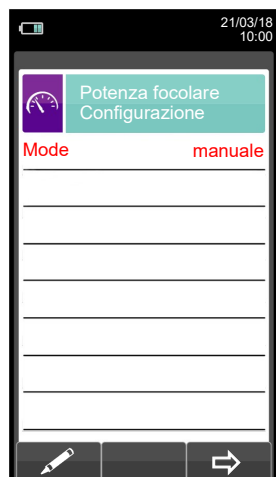 21/03/18
10:00
Potenza focolare
Configurazione
Mode manuale